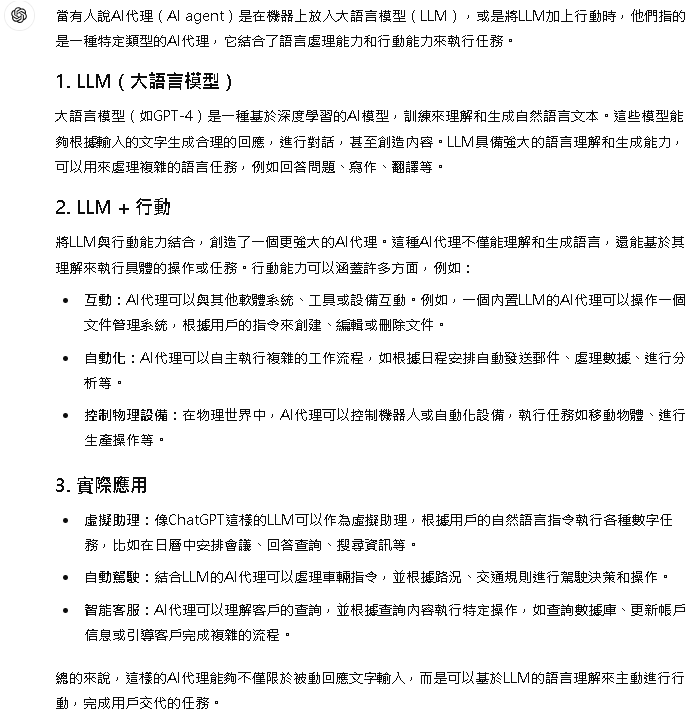 當有人說AI代理（AI agent）是在機器上放入大語言模型（LLM），或是將LLM加上行動時，他們指的
是一種特定類型的AI代理，它結合了語言處理能力和行動能力來執行任務。
1. LLM（大語言模型）
大語言模型（如GPT-4）是一種基於深度學習的AI模型，訓練來理解和生成自然語言文本。這些模型能
夠根據輸入的文字生成合理的回應，進行對話，甚至創造內容。LLM具備強大的語言理解和生成能力，
可以用來處理複雜的語言任務，例如回答問題、寫作、翻譯等。
2. LLM + 行動
將LLM與行動能力結合，創造了一個更強大的AI代理。這種AI代理不僅能理解和生成語言，還能基於其
理解來執行具體的操作或任務。行動能力可以涵蓋許多方面，例如：
• 互動：AI代理可以與其他軟體系統、工具或設備互動。例如，一個內置LLM的AI代理可以操作一個
文件管理系統，根據用戶的指令來創建、編輯或刪除文件。
• 自動化：AI代理可以自主執行複雜的工作流程，如根據日程安排自動發送郵件、處理數據、進行分
析等。
• 控制物理設備：在物理世界中，AI代理可以控制機器人或自動化設備，執行任務如移動物體、進行
生產操作等。
3. 實際應用
• 虛擬助理：像ChatGPT這樣的LLM可以作為虛擬助理，根據用戶的自然語言指令執行各種數字任
務，比如在日曆中安排會議、回答查詢、搜尋資訊等。
• 自動駕駛：結合LLM的AI代理可以處理車輛指令，並根據路況、交通規則進行駕駛決策和操作。
• 智能客服：AI代理可以理解客戶的查詢，並根據查詢內容執行特定操作，如查詢數據庫、更新帳戶
信息或引導客戶完成複雜的流程。
總的來說，這樣的AI代理能夠不僅限於被動回應文字輸入，而是可以基於LLM的語言理解來主動進行行
動，完成用戶交代的任務。